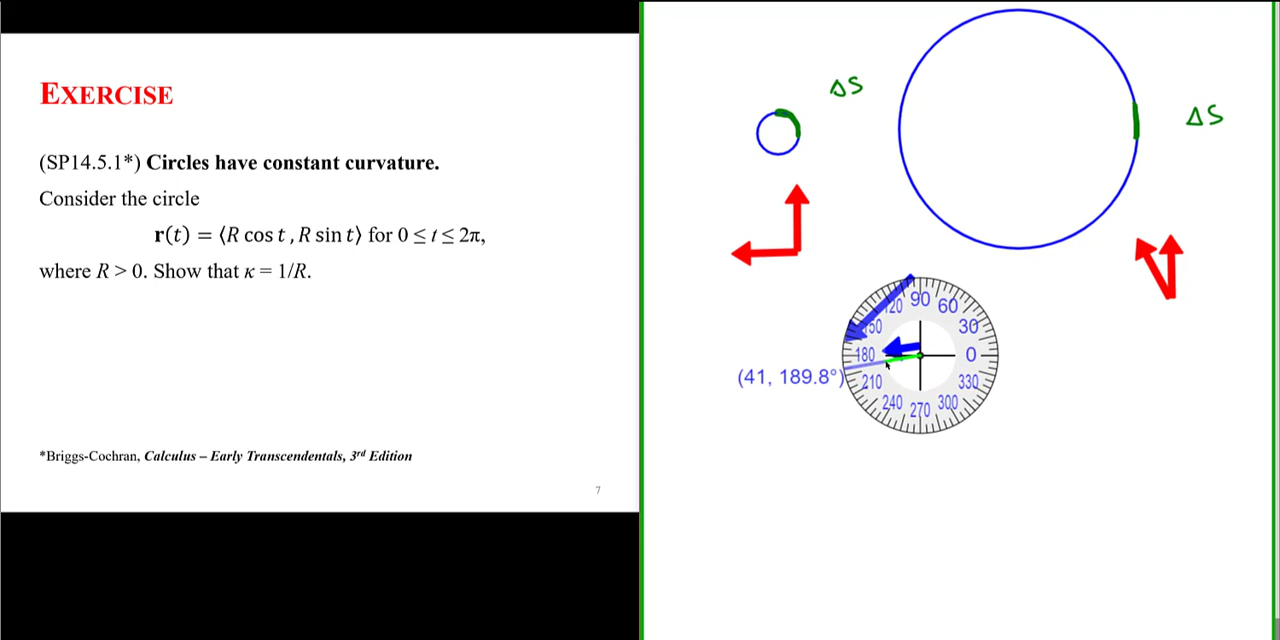 EXERCISE
(SP14.5.1*) Circles have constant curvature.
Consider the circle
r(t) = ⟨R cos t , R sin t⟩ for 0 ≤ t ≤ 2π,
where R > 0. Show that κ = 1/R.
*Briggs-Cochran, Calculus – Early Transcendentals, 3rd Edition
7
ΔS
ΔS
120 90 60
150 30
180 0
(41, 189.8°) 210 330
240 270 300